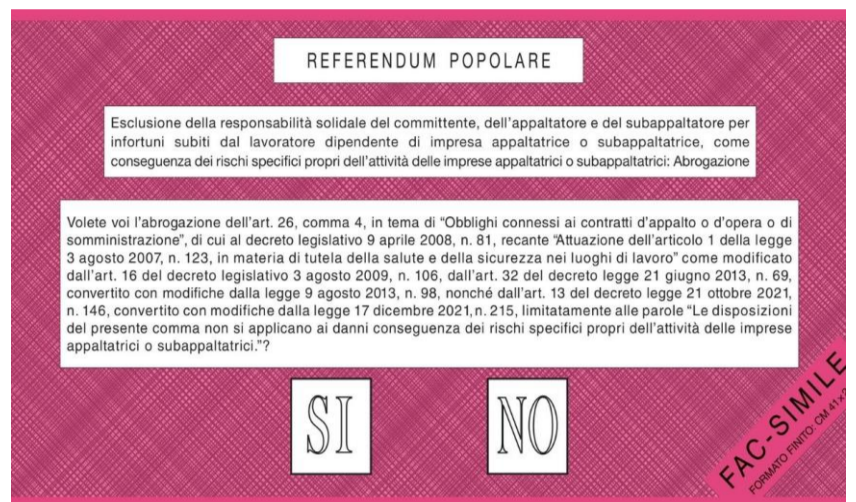 REFERENDUM POPOLARE
Esclusione della responsabilità solidale del committente, dell'appaltatore e del subappaltatore per
infortuni subiti dal lavoratore dipendente di impresa appaltatrice o subappaltatrice, come
conseguenza dei rischi specifici propri dell'attività delle imprese appaltatrici o subappaltatrici: Abrogazione
Volete voi l'abrogazione dell'art. 26, comma 4, in tema di "Obblighi connessi ai contratti d'appalto o d'opera o di
somministrazione", di cui al decreto legislativo 9 aprile 2008, n. 81, recante "Attuazione dell'articolo 1 della legge
3 agosto 2007, n. 123, in materia di tutela della salute e della sicurezza nei luoghi di lavoro" come modificato
dall'art. 16 del decreto legislativo 3 agosto 2009, n. 106, dall'art. 32 del decreto legge 21 giugno 2013, n. 69,
convertito con modifiche dalla legge 9 agosto 2013, n. 98, nonché dall'art. 13 del decreto legge 21 ottobre 2021,
n. 146, convertito con modifiche dalla legge 17 dicembre 2021, n. 215, limitatamente alle parole "Le disposizioni
del presente comma non si applicano ai danni conseguenza dei rischi specifici propri dell'attività delle imprese
appaltatrici o subappaltatrici."?
SI
NO
FAC-SIMILE
FORMATO FINITO: CM 41×2